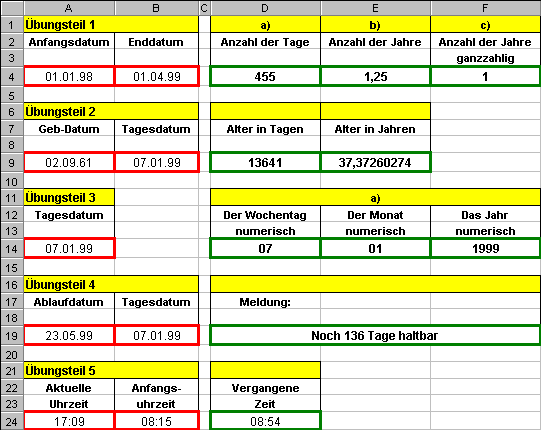 A B C D E F
1 Übungsteil 1 a) b) c)
2 Anfangsdatum Enddatum Anzahl der Tage Anzahl der Jahre Anzahl der Jahre
3 ganzzahlig
4 01.01.98 01.04.99 455 1,25 1
5
6 Übungsteil 2
7 Geb-Datum Tagesdatum Alter in Tagen Alter in Jahren
8
9 02.09.61 07.01.99 13641 37,37260274
10
11 Übungsteil 3 a)
12 Tagesdatum Der Wochentag Der Monat Das Jahr
13 numerisch numerisch numerisch
14 07.01.99 07 01 1999
15
16 Übungsteil 4
17 Ablaufdatum Tagesdatum Meldung:
18
19 23.05.99 07.01.99 Noch 136 Tage haltbar
20
21 Übungsteil 5
22 Aktuelle Anfangs- Vergangene
23 Uhrzeit uhrzeit Zeit
24 17:09 08:15 08:54